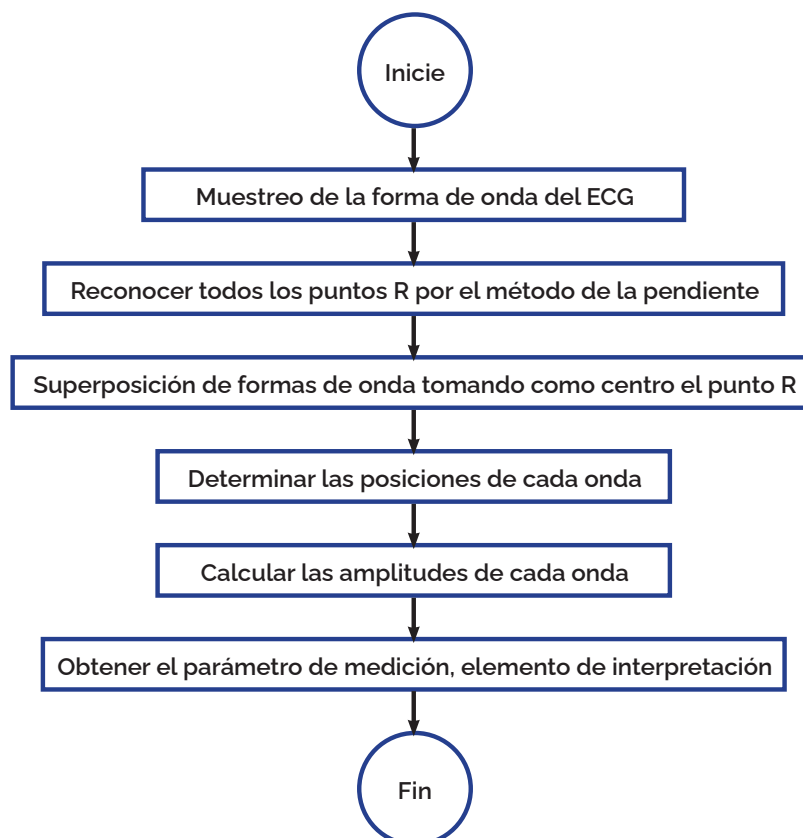 Inicie
Muestreo de la forma de onda del ECG
Reconocer todos los puntos R por el método de la pendiente
Superposición de formas de onda tomando como centro el punto R
Determinar las posiciones de cada onda
Calcular las amplitudes de cada onda
Obtener el parámetro de medición, elemento de interpretación
Fin